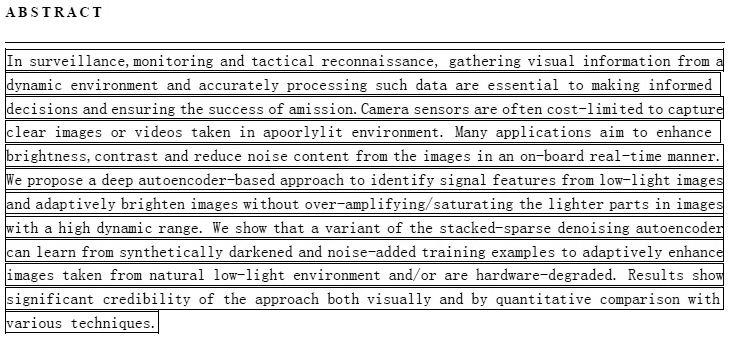 ABSTRACT
In surveillance, monitoring and tactical reconnaissance, gathering visual information from a
dynamic environment and accurately processing such data are essential to making informed
decisions and ensuring the success of amission. Camera sensors are often cost-limited to capture
clear images or videos taken in apoorlylit environment. Many applications aim to enhance
brightness, contrast and reduce noise content from the images in an on-board real-time manner.
We propose a deep autoencoder-based approach to identify signal features from low-light images
and adaptively brighten images without over-amplifying/saturating the lighter parts in images
with a high dynamic range. We show that a variant of the stacked-sparse denoising autoencoder
can learn from synthetically darkened and noise-added training examples to adaptively enhance
images taken from natural low-light environment and/or are hardware-degraded. Results show
significant credibility of the approach both visually and by quantitative comparison with
various techniques.